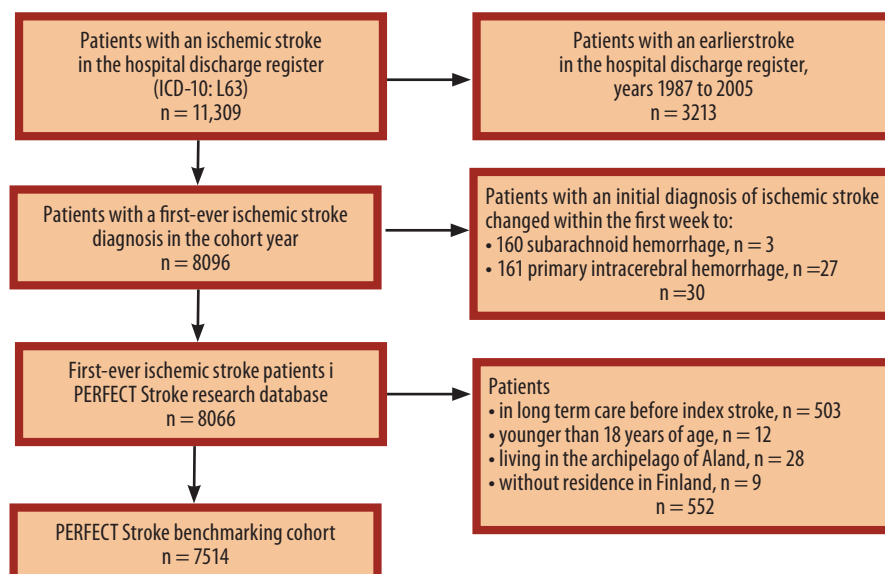 Patients with an ischemic stroke
in the hospital discharge register
(ICD-10: L63)
n = 11,309
Patients with an earlierstroke
in the hospital discharge register,
years 1987 to 2005
n = 3213
Patients with a first-ever ischemic stroke
diagnosis in the cohort year
n = 8096
Patients with an initial diagnosis of ischemic stroke
changed within the first week to:
• 160 subarachnoid hemorrhage, n = 3
• 161 primary intracerebral hemorrhage, n =27
n =30
First-ever ischemic stroke patients i
PERFECT Stroke research database
n = 8066
Patients
• in long term care before index stroke, n = 503
• younger than 18 years of age, n = 12
• living in the archipelago of Aland, n = 28
• without residence in Finland, n = 9
n = 552
PERFECT Stroke benchmarking cohort
n = 7514